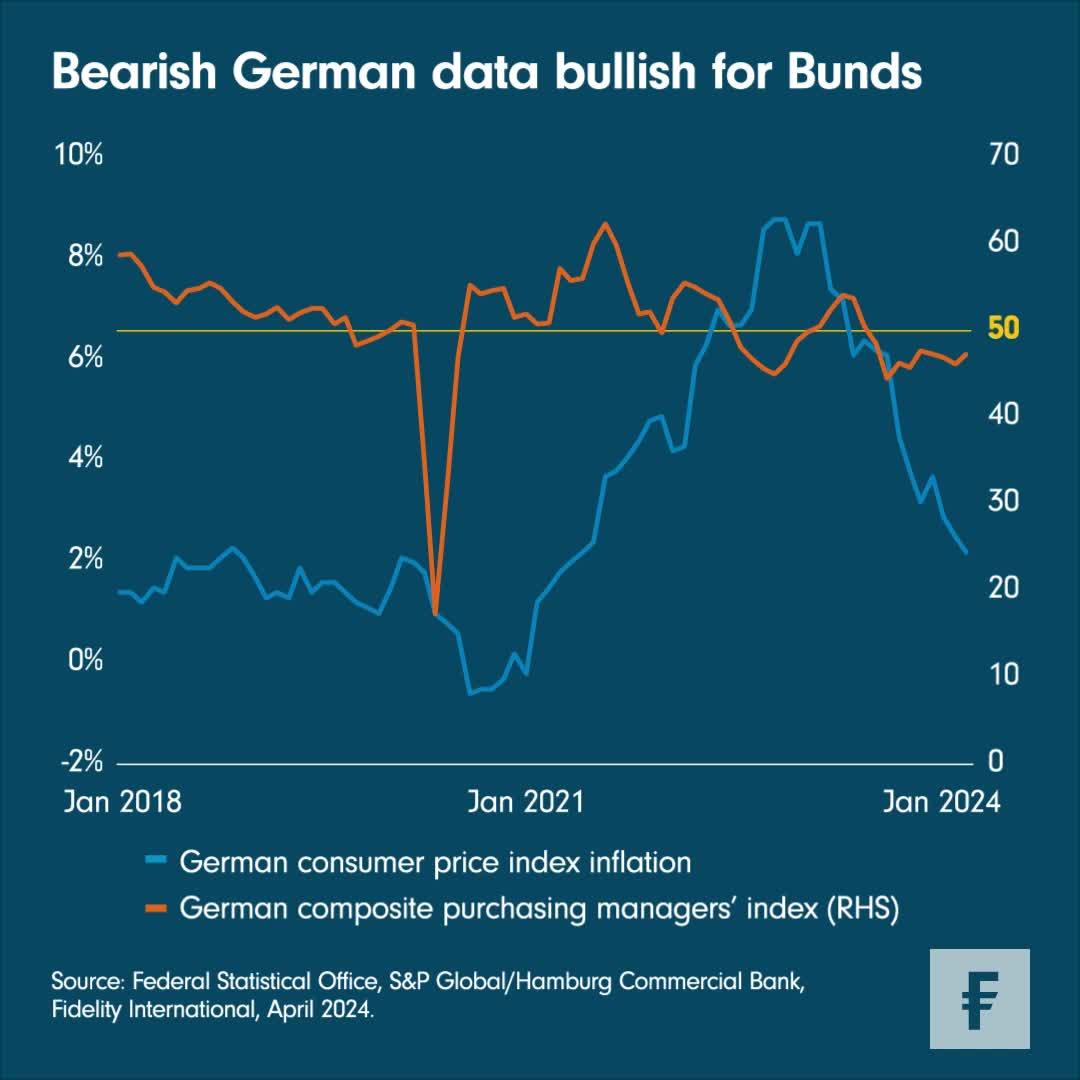 Bearish German data bullish for Bunds
10%
8%
6%
4%
2%
0%
-2%
70
60
50
40
30
20
10
0
Jan 2018
Jan 2021
Jan 2024
German consumer price index inflation
German composite purchasing managers’ index (RHS)
Source: Federal Statistical Office, S&P Global/Hamburg Commercial Bank,
Fidelity International, April 2024.